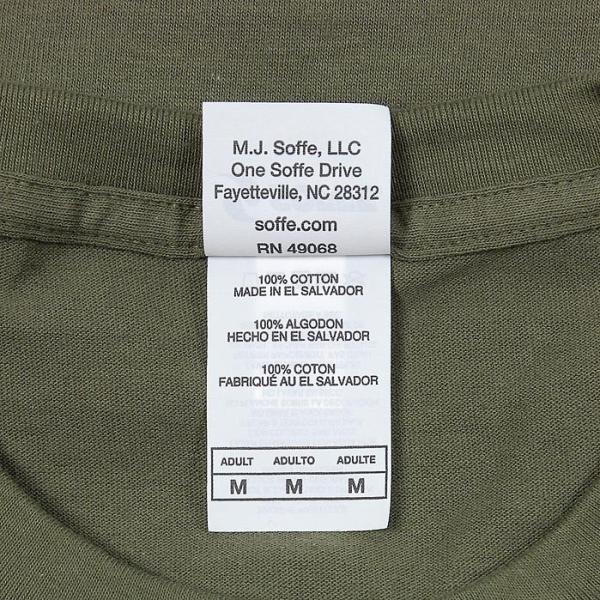 M.J. Soffe, LLC
One Soffe Drive
Fayetteville, NC 28312
soffe.com
RN 49068
100% COTTON
MADE IN EL SALVADOR
100% ALGODON
HECHO EN EL SALVADOR
100% COTON
FABRIQUÉ AU EL SALVADOR
ADULT ADULTO ADULTE
M M M